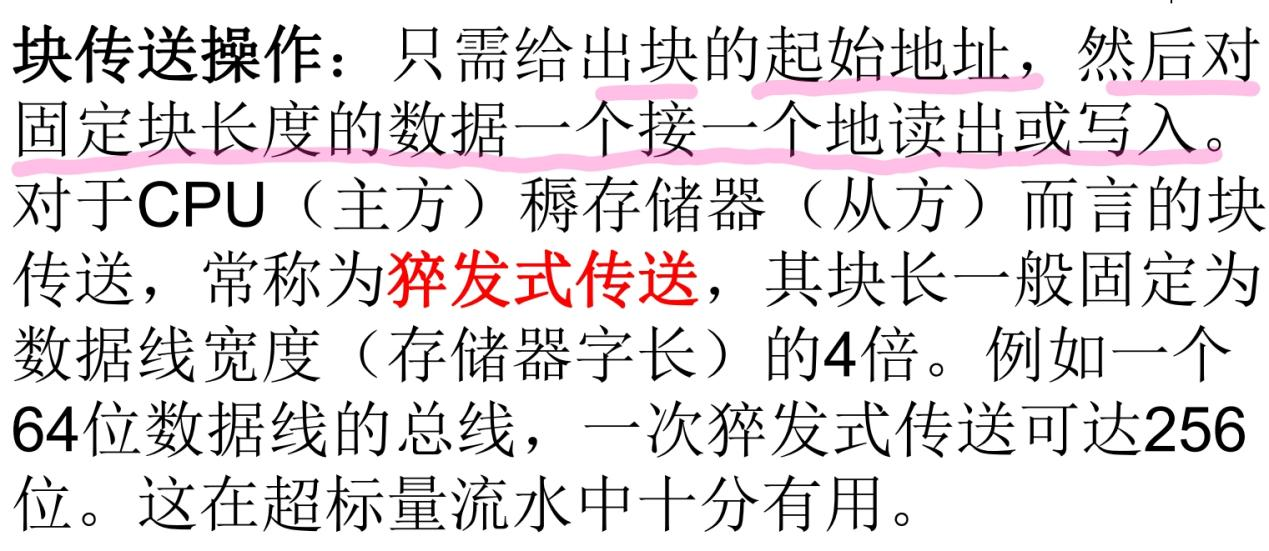 块传送操作：只需给出块的起始地址，然后对
固定块长度的数据一个接一个地读出或写入。
对于CPU（主方）褥存储器（从方）而言的块
传送，常称为猝发式传送，其块长一般固定为
数据线宽度（存储器字长）的4倍。例如一个
64位数据线的总线，一次猝发式传送可达256
位。这在超标量流水中十分有用。